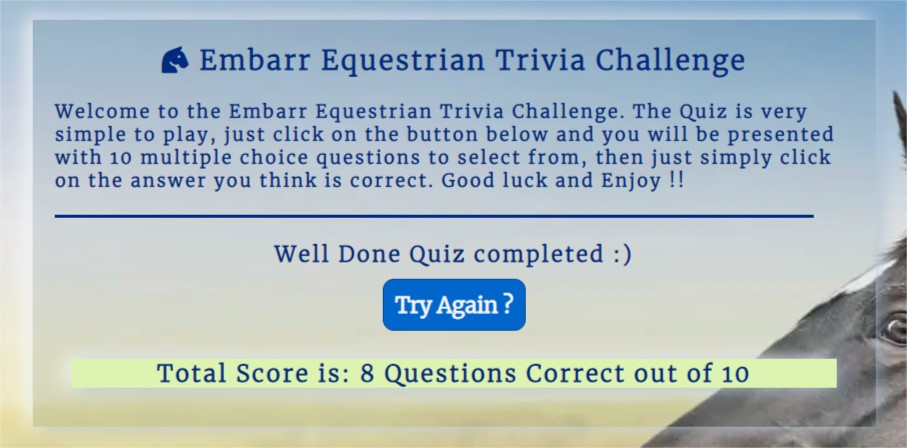 Embarr Equestrian Trivia Challenge
Welcome to the Embarr Equestrian Trivia Challenge. The Quiz is very
simple to play, just click on the button below and you will be presented
with 10 multiple choice questions to select from, then just simply click
on the answer you think is correct. Good luck and Enjoy !!
Well Done Quiz completed :)
Try Again ?
Total Score is: 8 Questions Correct out of 10